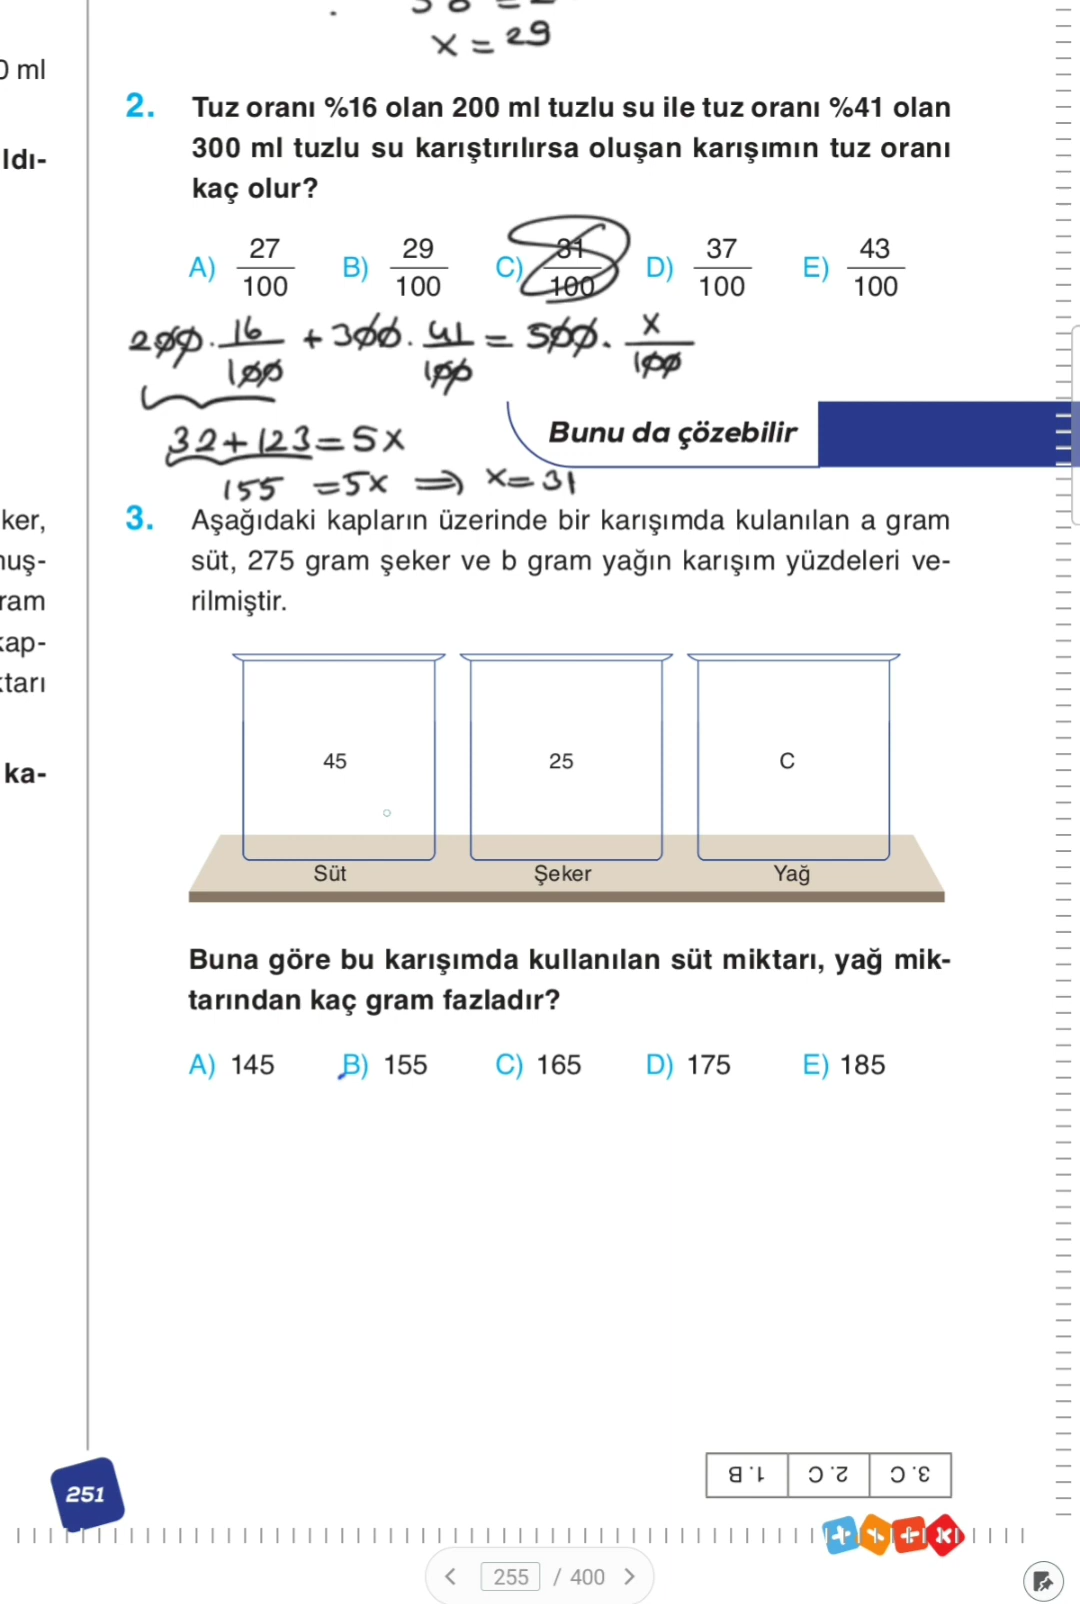 x = 29
0 ml
ldı-
2. Tuz oranı %16 olan 200 ml tuzlu su ile tuz oranı %41 olan
300 ml tuzlu su karıştırılırsa oluşan karışımın tuz oranı
kaç olur?
A) 27/100 B) 29/100 C) 31/100 D) 37/100 E) 43/100
200 · 16/100 + 300 · 41/100 = 500 · x/100
32 + 123 = 5x
155 = 5x ⇒ x = 31
Bunu da çözebilir
ker,
muş-
ram
kap-
ktarı
ka-
3. Aşağıdaki kapların üzerinde bir karışımda kulanılan a gram
süt, 275 gram şeker ve b gram yağın karışım yüzdeleri ve-
rilmiştir.
45 25 C
Süt Şeker Yağ
Buna göre bu karışımda kullanılan süt miktarı, yağ mik-
tarından kaç gram fazladır?
A) 145 B) 155 C) 165 D) 175 E) 185
1. B 2. C 3. C
251
255 / 400